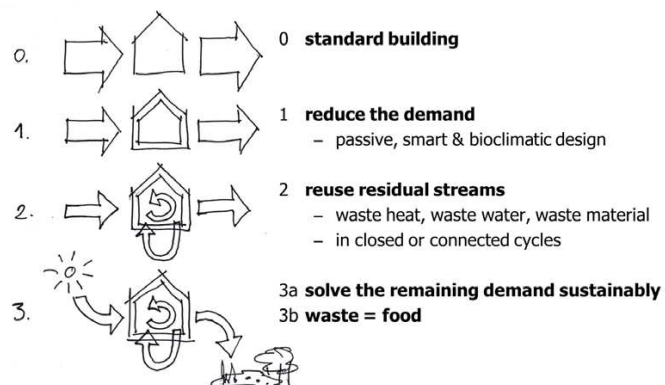 0.
0 standard building
1.
1 reduce the demand
– passive, smart & bioclimatic design
2.
2 reuse residual streams
– waste heat, waste water, waste material
– in closed or connected cycles
3.
3a solve the remaining demand sustainably
3b waste = food